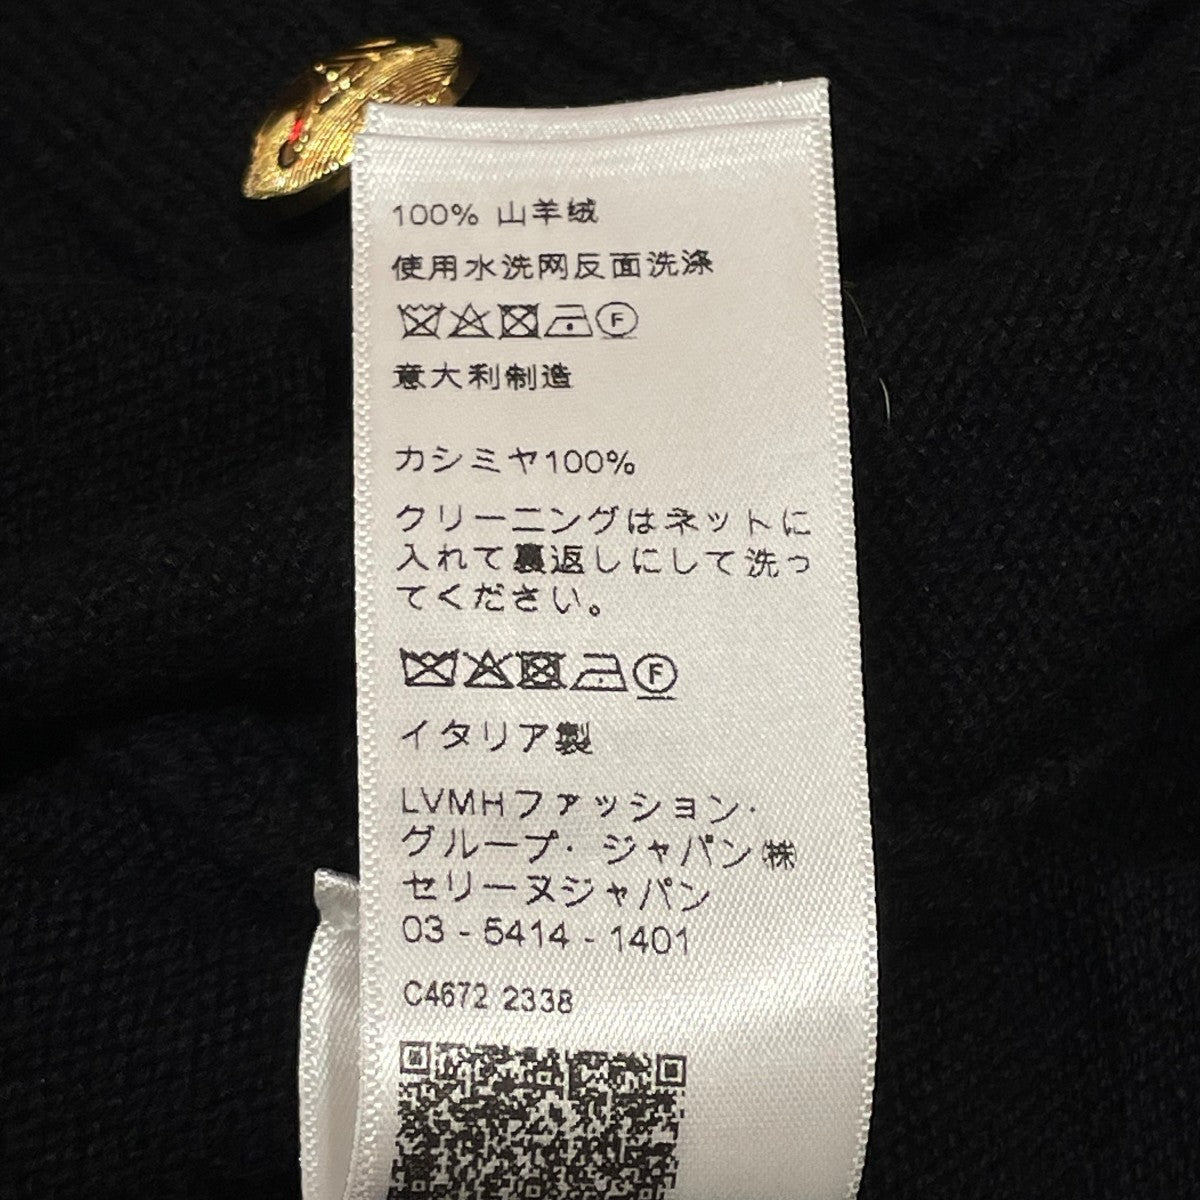 100% 山羊绒
使用水洗网反面洗涤
F
意大利制造
カシミヤ100%
クリーニングはネットに
入れて裏返しにして洗っ
てください。
F
イタリア製
LVMHファッション·
グループ· ジャパン㈱
セリーヌジャパン
03 - 5414 - 1401
C4672 2338